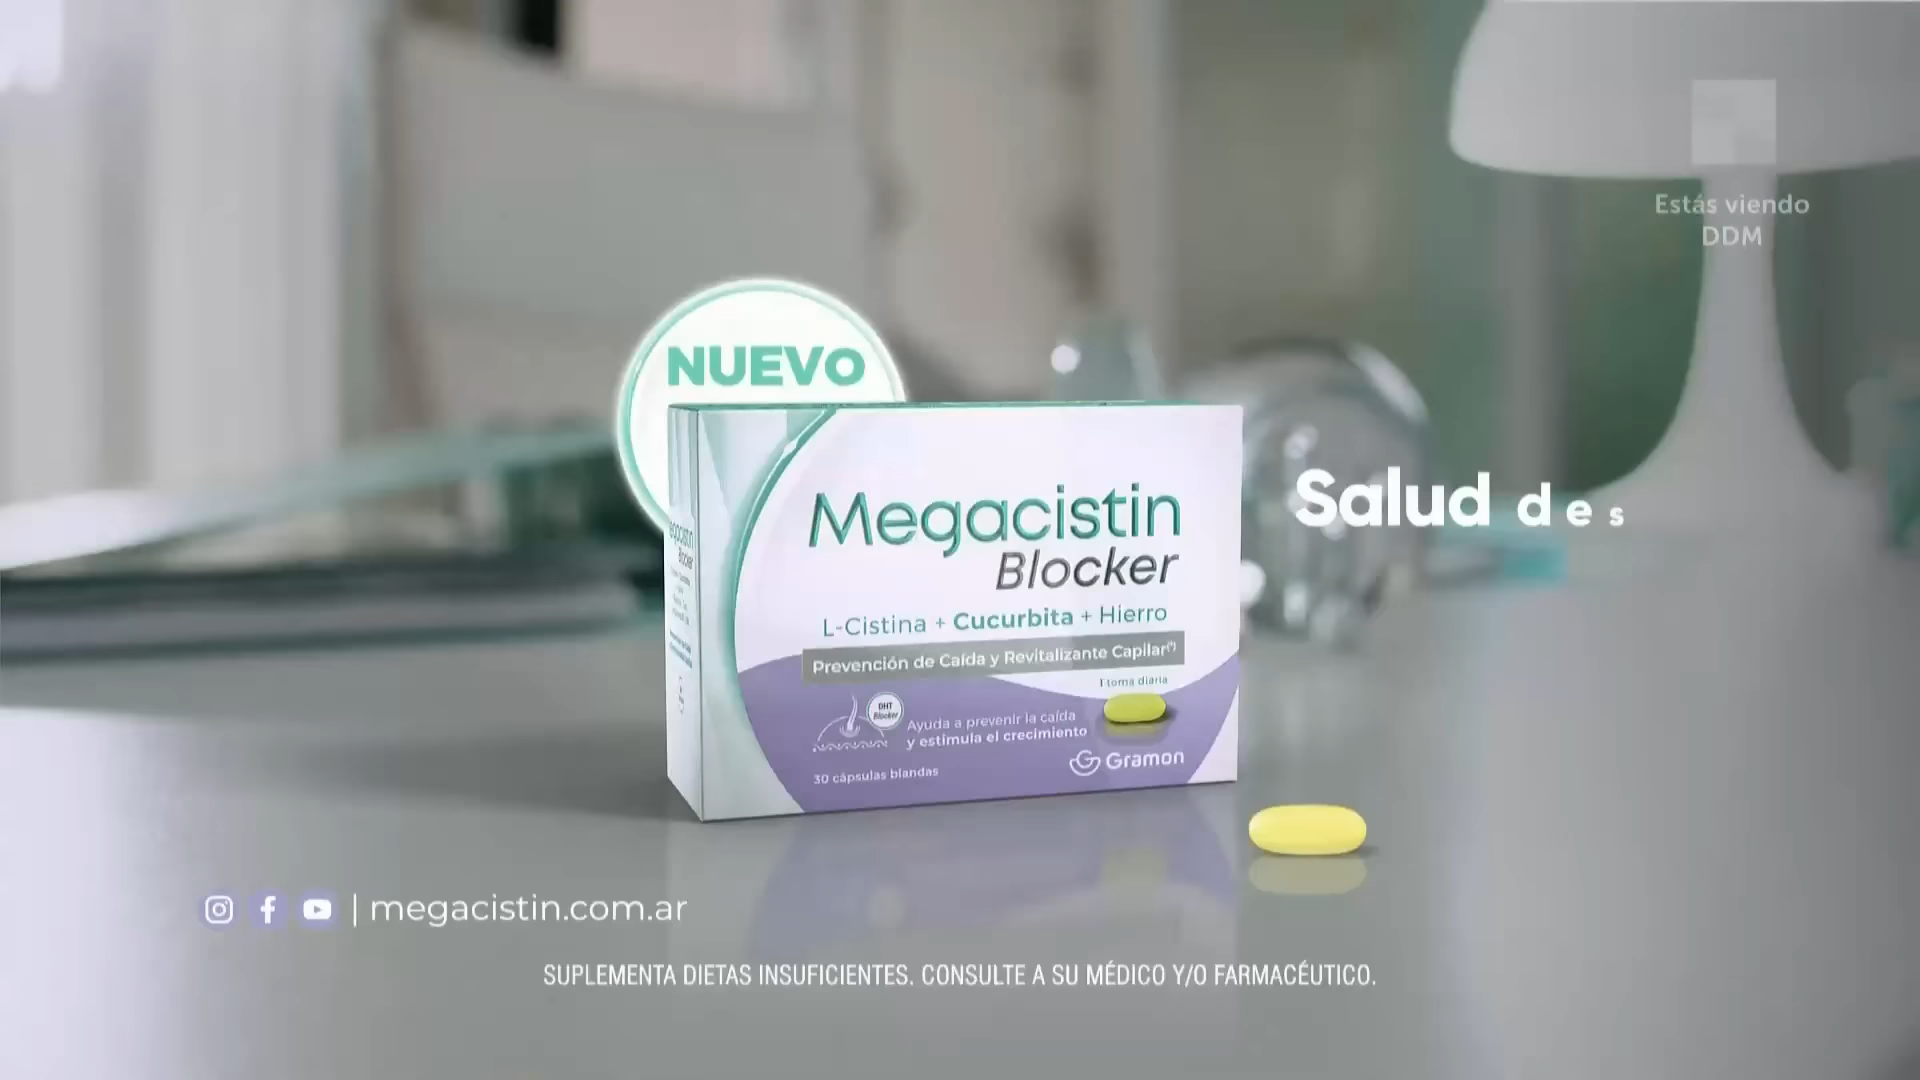 Estás viendo
DDM
NUEVO
Megacistin
Blocker
L-Cistina + Cucurbita + Hierro
Prevención de Caída y Revitalizante Capilar(*)
1 toma diaria
DHT
Blocker
Ayuda a prevenir la caída
y estimula el crecimiento
Gramon
30 cápsulas blandas
Blocker
Salud des
| megacistin.com.ar
SUPLEMENTA DIETAS INSUFICIENTES. CONSULTE A SU MÉDICO Y/O FARMACÉUTICO.